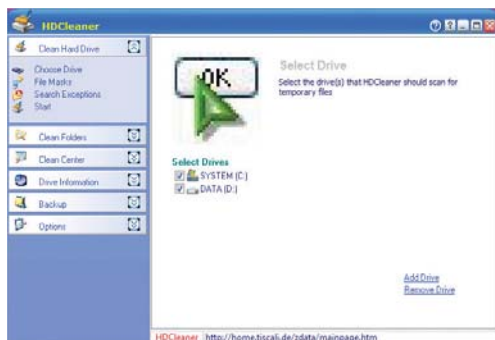 HDCleaner
Clean Hard Drive
Choose Drive
File Masks
Search Exceptions
Start
Clean Folders
Clean Center
Drive Information
Backup
Options
OK
Select Drive
Select the drive(s) that HDCleaner should scan for
temporary files
Select Drives
SYSTEM (C:)
DATA (D:)
Add Drive
Remove Drive
HDCleaner http://home.tiscali.de/zdata/mainpage.htm